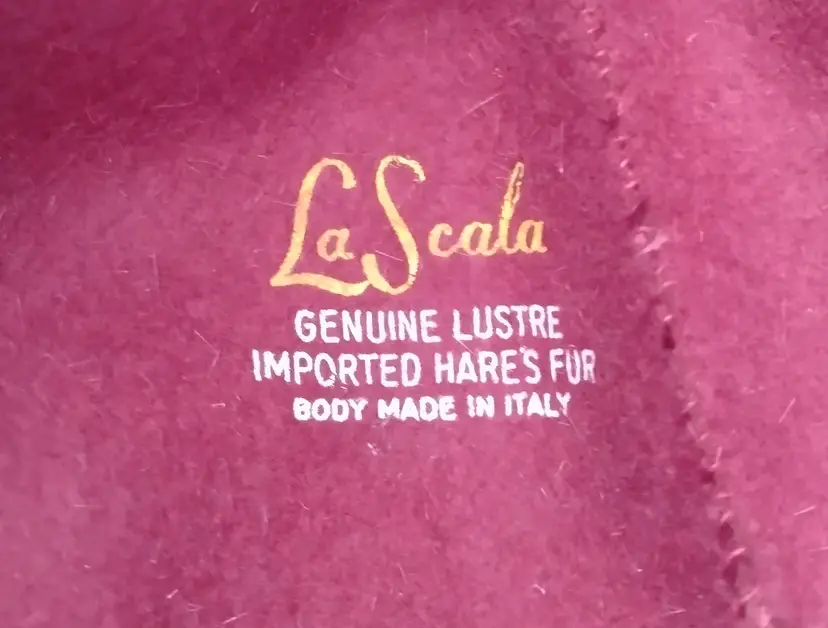 La Scala
GENUINE LUSTRE
IMPORTED HARE'S FUR
BODY MADE IN ITALY